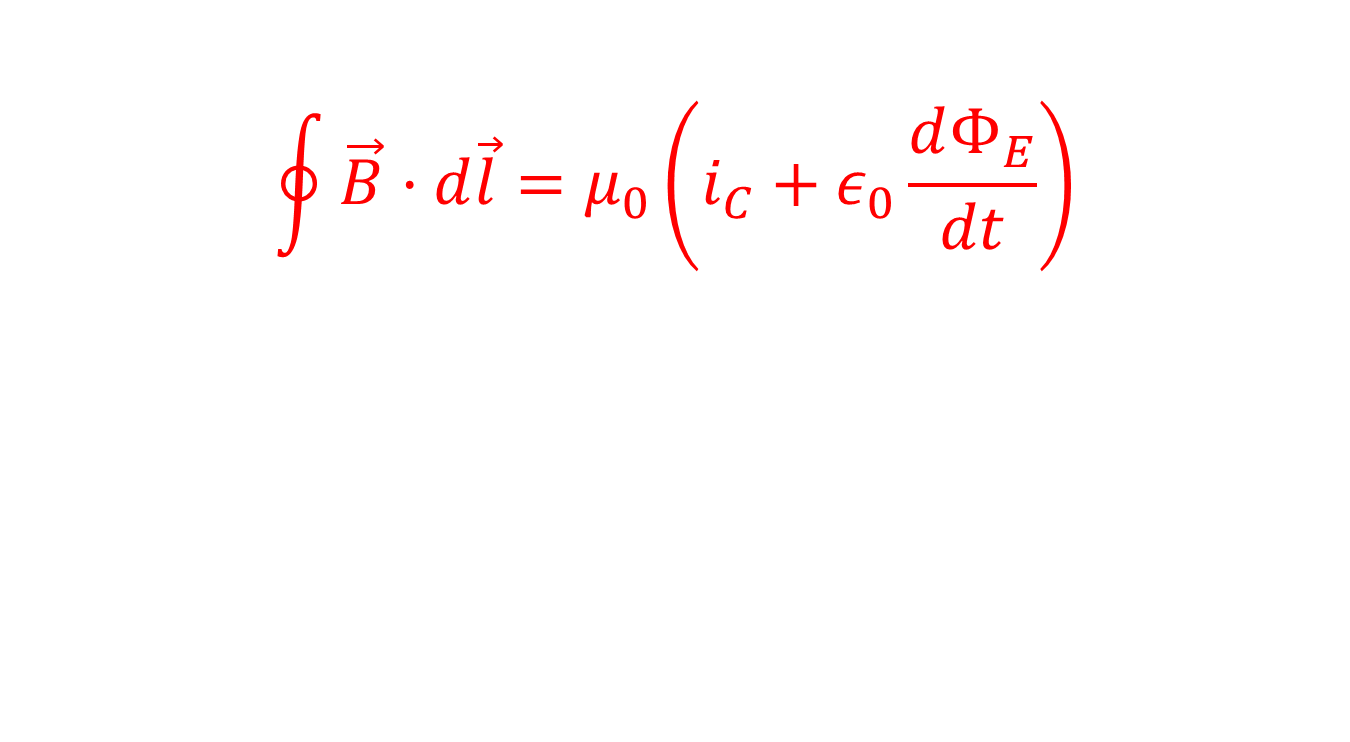 ∮ B⃗ · dl⃗ = μ₀ (i_C + ϵ₀ dΦ_E/dt)